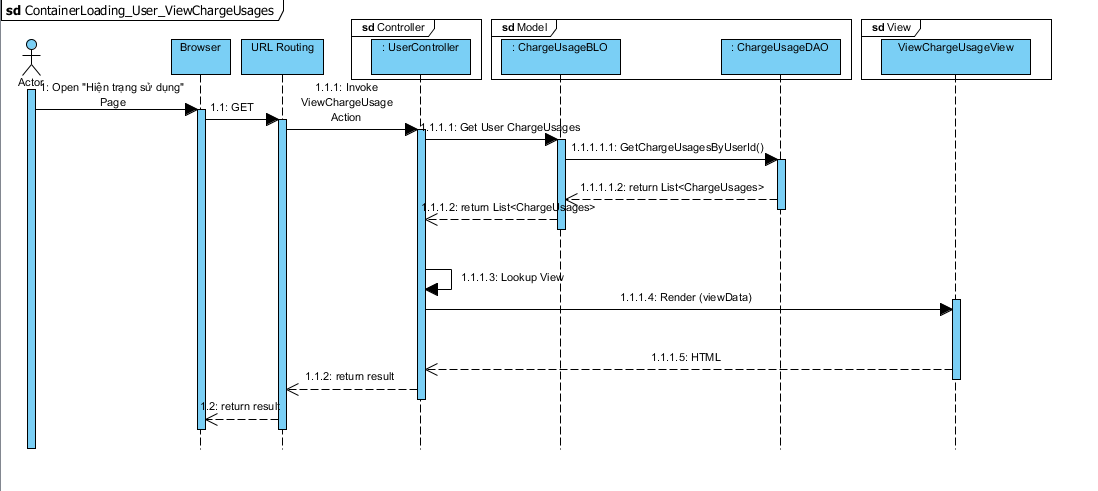 sd ContainerLoading_User_ViewChargeUsages
sd Controller
sd Model
sd View
Browser
URL Routing
: UserController
: ChargeUsageBLO
: ChargeUsageDAO
ViewChargeUsageView
Actor
1: Open "Hiện trạng sử dụng"
Page
1.1: GET
1.1.1: Invoke
ViewChargeUsage
Action
1.1.1.1: Get User ChargeUsages
1.1.1.1.1: GetChargeUsagesByUserId()
1.1.1.1.2: return List<ChargeUsages>
1.1.1.2: return List<ChargeUsages>
1.1.1.3: Lookup View
1.1.1.4: Render (viewData)
1.1.1.5: HTML
1.1.2: return result
1.2: return result